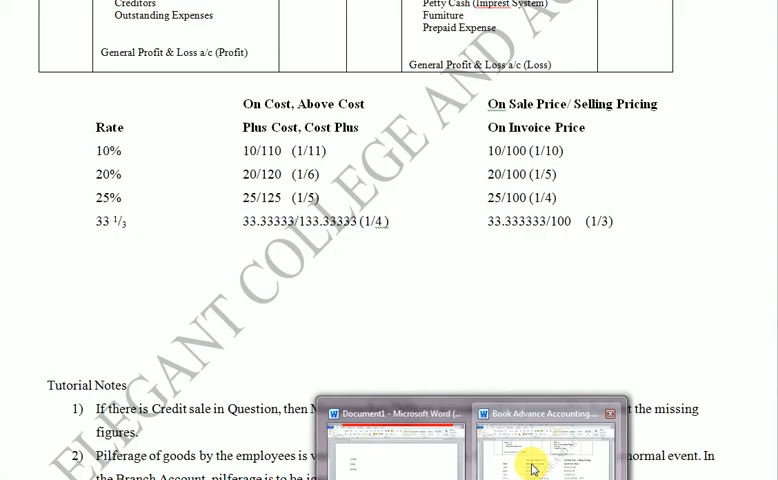 Creditors
Petty Cash (Imprest System)
Outstanding Expenses
Furniture
Prepaid Expense
General Profit & Loss a/c (Profit)
General Profit & Loss a/c (Loss)
On Cost, Above Cost
On Sale Price/ Selling Pricing
Rate
Plus Cost, Cost Plus
On Invoice Price
10%
10/110 (1/11)
10/100 (1/10)
20%
20/120 (1/6)
20/100 (1/5)
25%
25/125 (1/5)
25/100 (1/4)
33 1/3
33.33333/133.33333 (1/4 )
33.333333/100 (1/3)
ELEGANT COLLEGE AND
Tutorial Notes
1) If there is Credit sale in Question, then t the missing
figures.
2) Pilferage of goods by the employees is normal event. In
the Branch Account, pilferage is to be
Document1 - Microsoft Word (...
Book Advance Accounting....